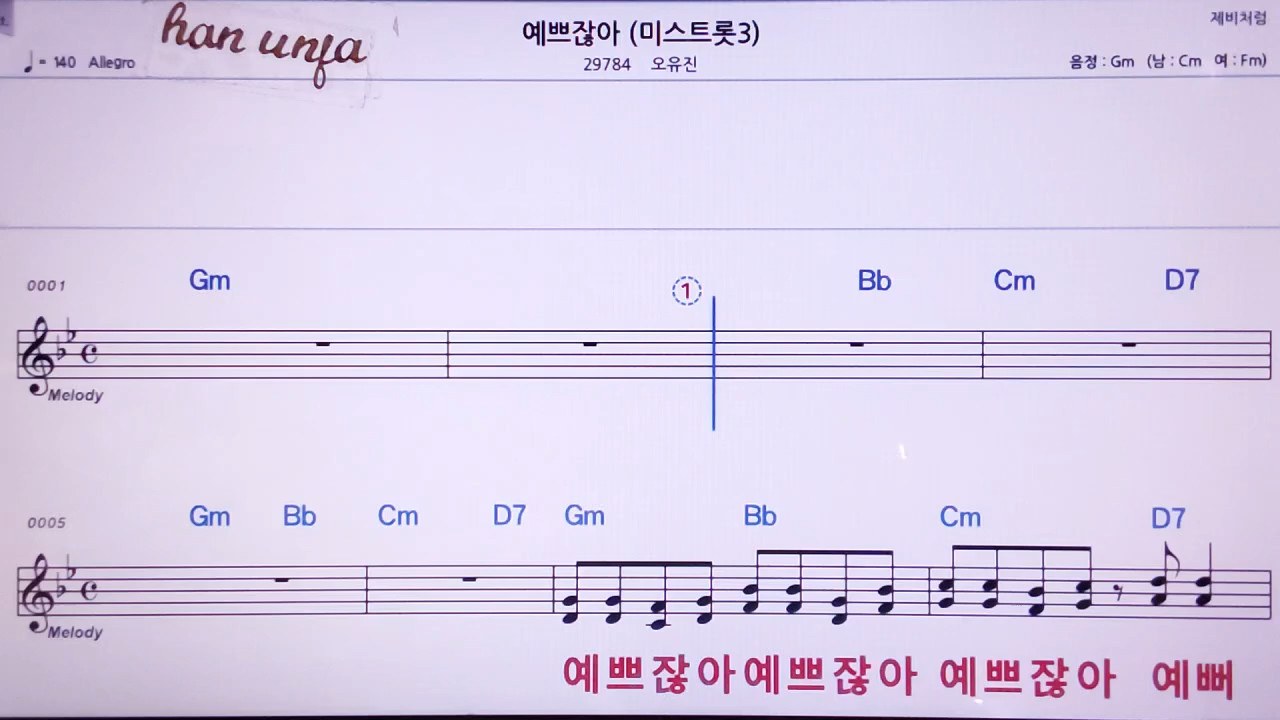 han unfa
예쁘잖아 (미스트롯3)
제비처럼
♩= 140 Allegro
29784 오유진
음정 : Gm (남 : Cm 여 : Fm)
0001 Gm 1 Bb Cm D7
Melody
0005 Gm Bb Cm D7 Gm Bb Cm D7
Melody
예쁘잖아예쁘잖아 예쁘잖아 예뻐